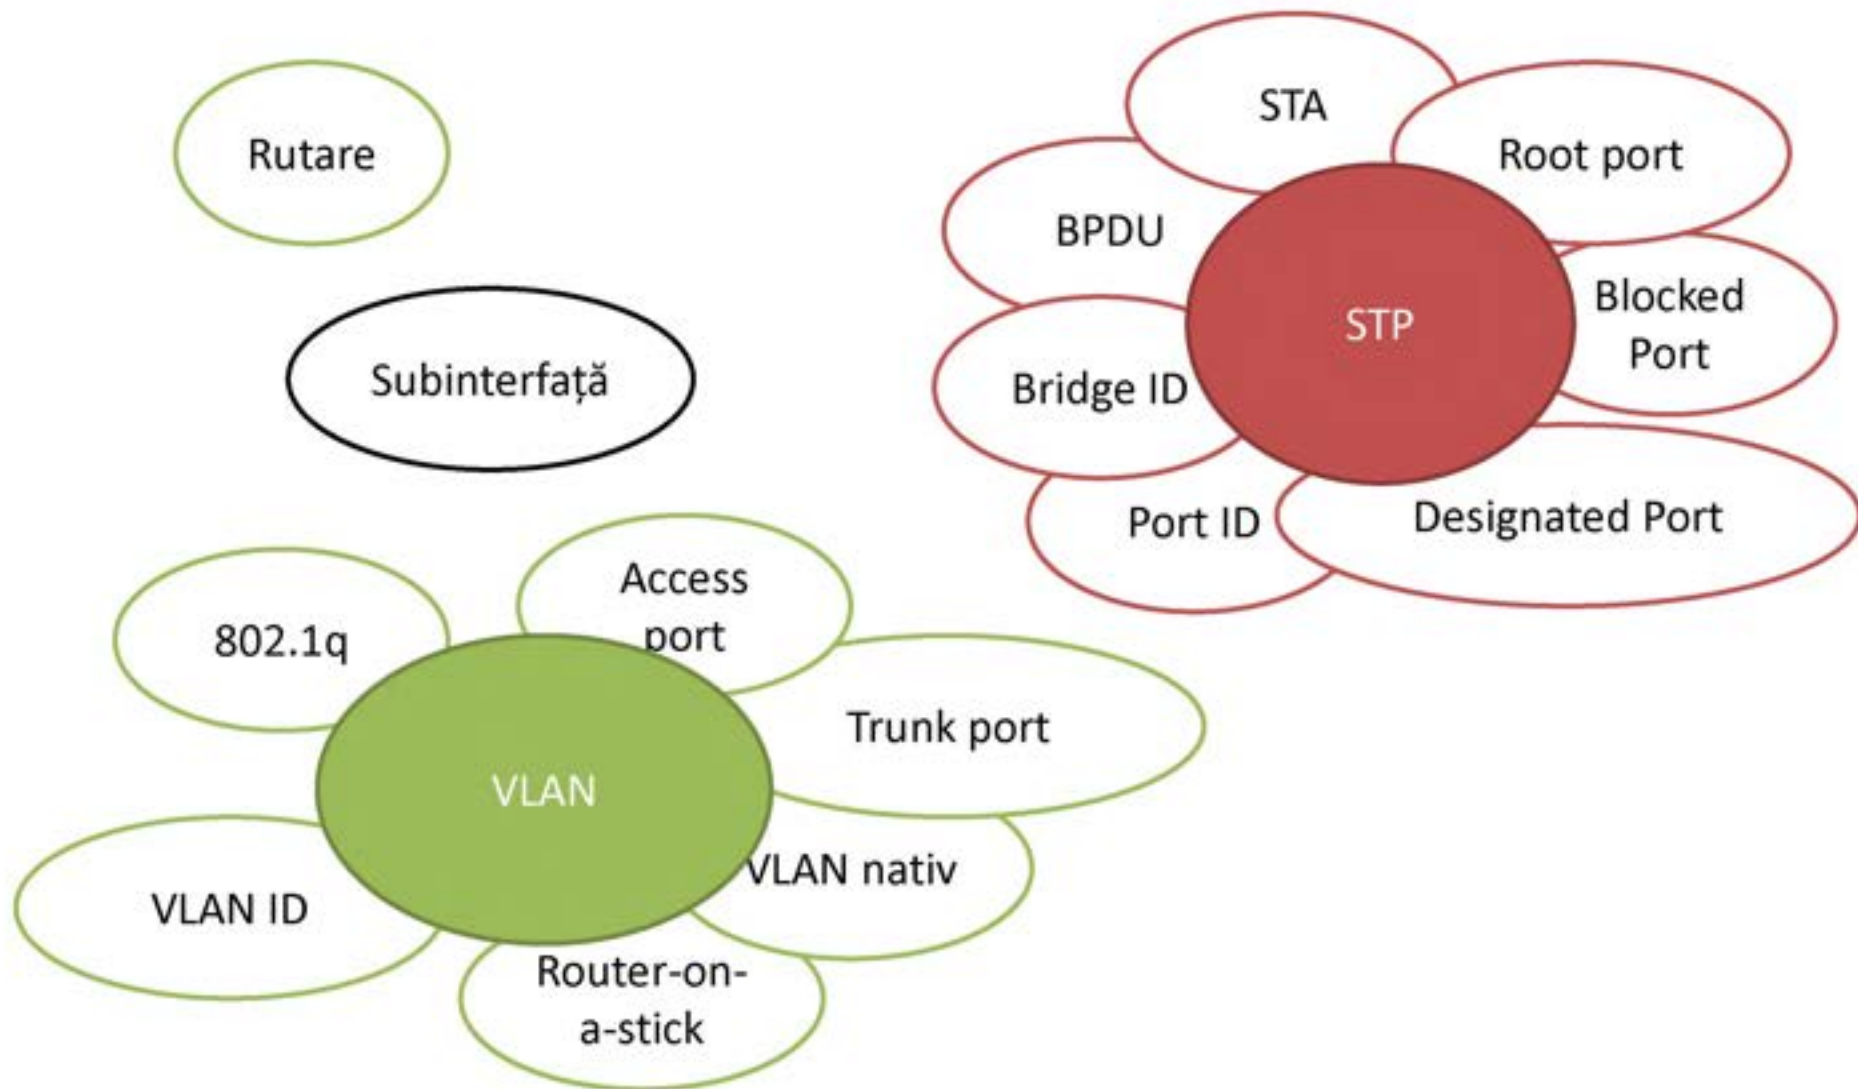 STA
Rutare
Root port
BPDU
Blocked
Port
STP
Subinterfață
Bridge ID
Port ID
Designated Port
Access
port
802.1q
Trunk port
VLAN
VLAN nativ
VLAN ID
Router-on-
a-stick